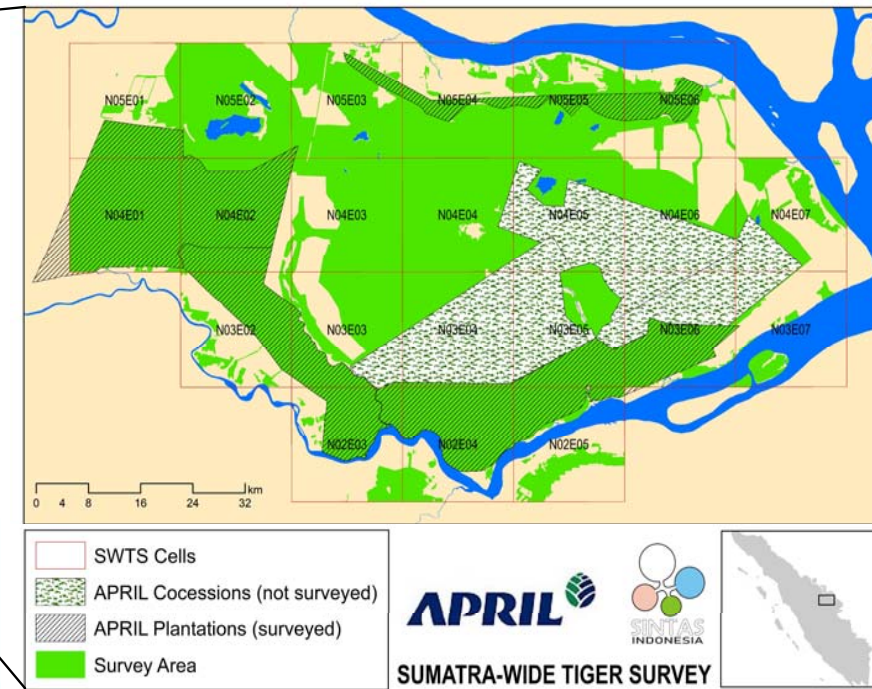 N05E01 N05E02 N05E03 N05E04 N05E05 N05E06
N04E01 N04E02 N04E03 N04E04 N04E05 N04E06 N04E07
N03E02 N03E03 N03E04 N03E05 N03E06 N03E07
N02E03 N02E04 N02E05
km
0 4 8 16 24 32
SWTS Cells
APRIL Cocessions (not surveyed)
APRIL Plantations (surveyed)
Survey Area
APRIL
SINTAS
INDONESIA
SUMATRA-WIDE TIGER SURVEY